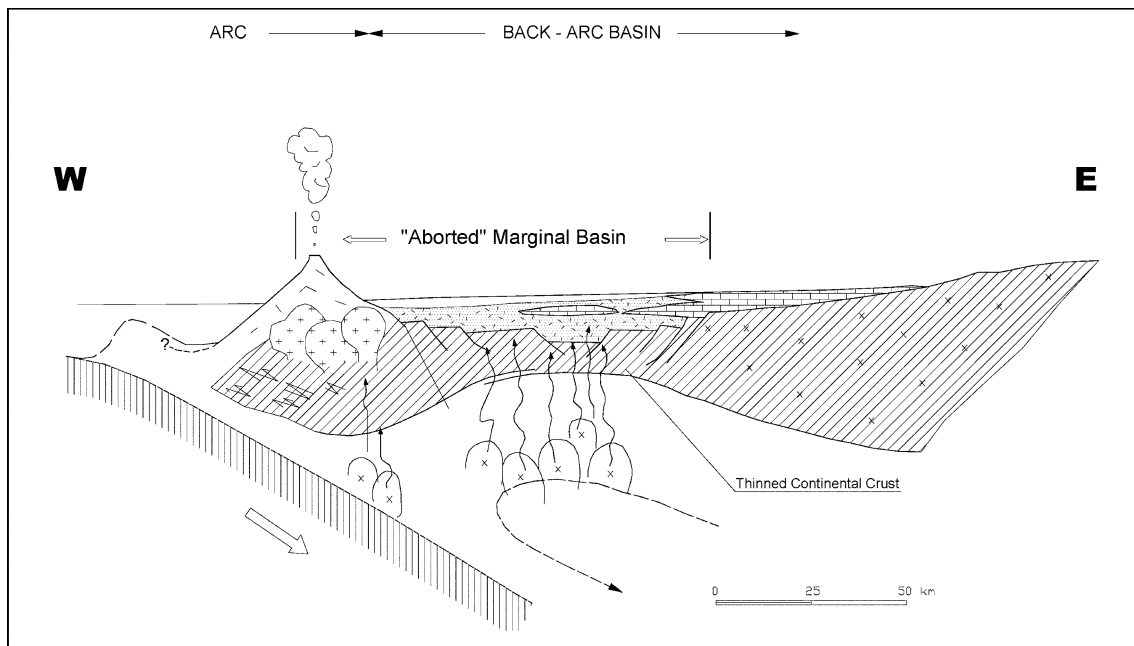 ARC
BACK - ARC BASIN
W
E
"Aborted" Marginal Basin
?
Thinned Continental Crust
0 25 50 km